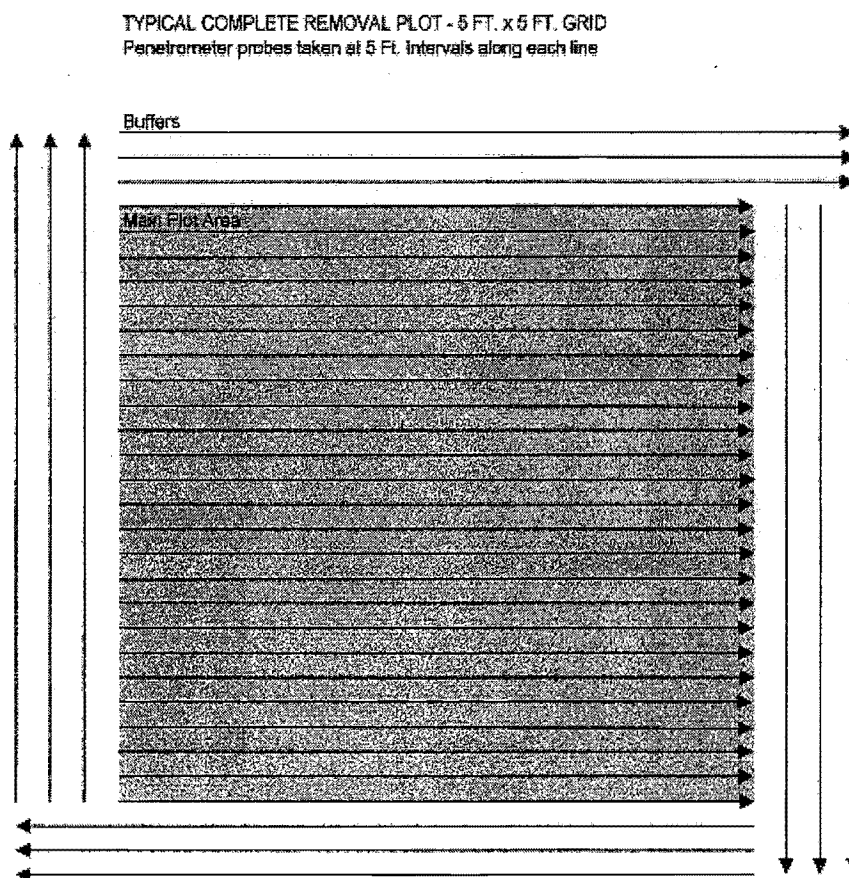 TYPICAL COMPLETE REMOVAL PLOT - 5 FT. x 5 FT. GRID
Penetrometer probes taken at 5 Ft. Intervals along each line
Buffers
Main Plot Area